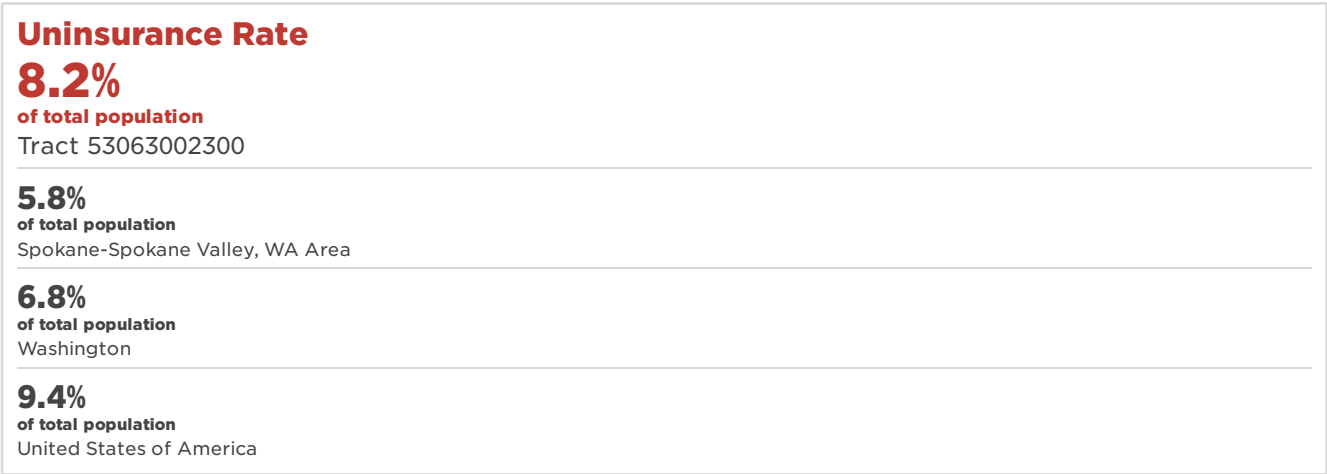 Uninsurance Rate
8.2%
of total population
Tract 53063002300
5.8%
of total population
Spokane-Spokane Valley, WA Area
6.8%
of total population
Washington
9.4%
of total population
United States of America